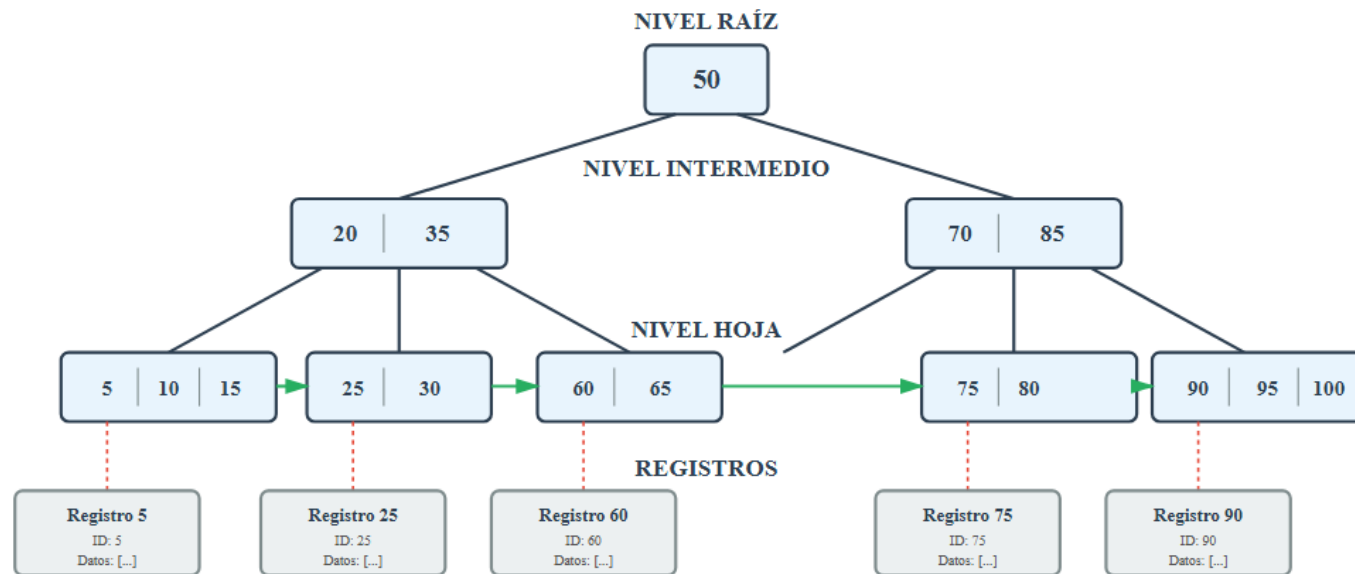 NIVEL RAÍZ
50
NIVEL INTERMEDIO
20 35
70 85
NIVEL HOJA
5 10 15
25 30
60 65
75 80
90 95 100
REGISTROS
Registro 5
ID: 5
Datos: [...]
Registro 25
ID: 25
Datos: [...]
Registro 60
ID: 60
Datos: [...]
Registro 75
ID: 75
Datos: [...]
Registro 90
ID: 90
Datos: [...]